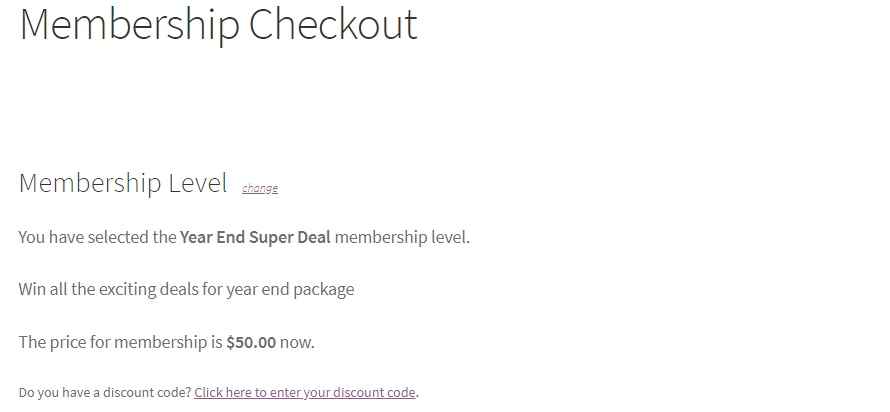 Membership Checkout
Membership Level change
You have selected the Year End Super Deal membership level.
Win all the exciting deals for year end package
The price for membership is $50.00 now.
Do you have a discount code? Click here to enter your discount code.